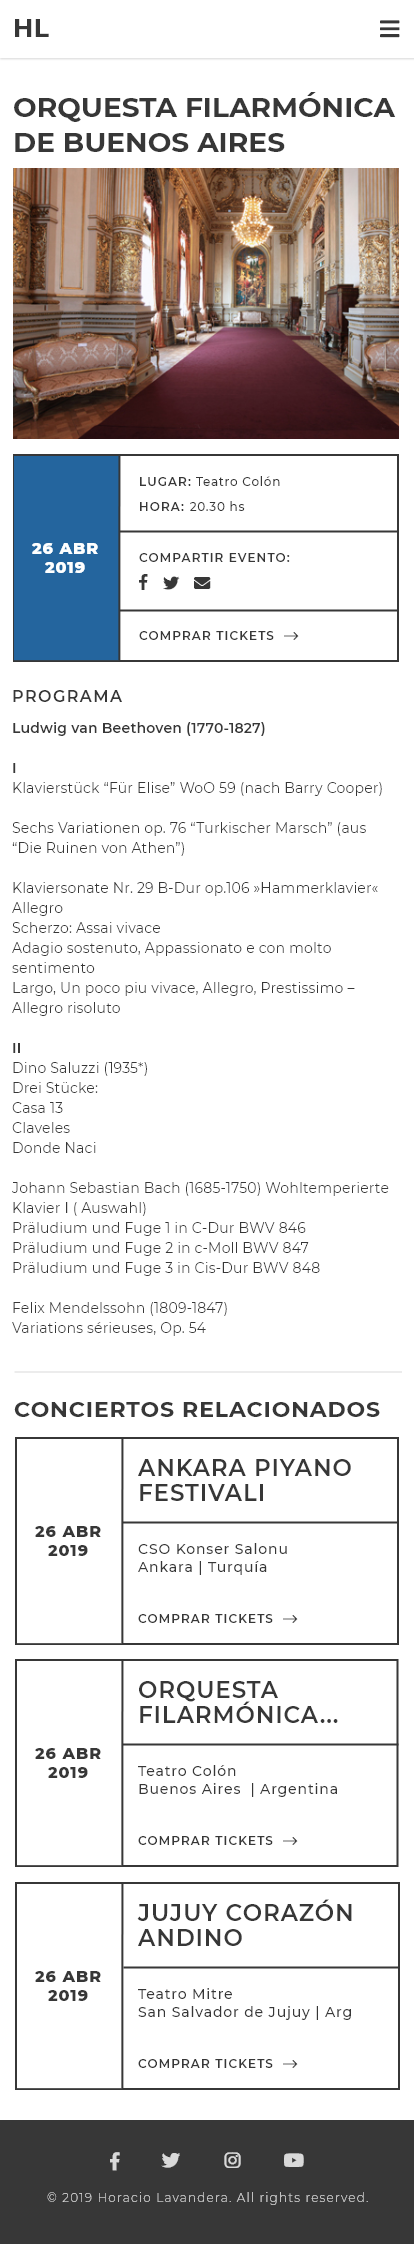 HL
ORQUESTA FILARMÓNICA
DE BUENOS AIRES
26 ABR
2019
LUGAR: Teatro Colón
HORA: 20.30 hs
COMPARTIR EVENTO:
COMPRAR TICKETS
PROGRAMA
Ludwig van Beethoven (1770-1827)
I
Klavierstück “Für Elise” WoO 59 (nach Barry Cooper)
Sechs Variationen op. 76 “Turkischer Marsch” (aus
“Die Ruinen von Athen”)
Klaviersonate Nr. 29 B-Dur op.106 »Hammerklavier«
Allegro
Scherzo: Assai vivace
Adagio sostenuto, Appassionato e con molto
sentimento
Largo, Un poco piu vivace, Allegro, Prestissimo –
Allegro risoluto
II
Dino Saluzzi (1935*)
Drei Stücke:
Casa 13
Claveles
Donde Naci
Johann Sebastian Bach (1685-1750) Wohltemperierte
Klavier I ( Auswahl)
Präludium und Fuge 1 in C-Dur BWV 846
Präludium und Fuge 2 in c-Moll BWV 847
Präludium und Fuge 3 in Cis-Dur BWV 848
Felix Mendelssohn (1809-1847)
Variations sérieuses, Op. 54
CONCIERTOS RELACIONADOS
26 ABR
2019
ANKARA PIYANO
FESTIVALI
CSO Konser Salonu
Ankara | Turquía
COMPRAR TICKETS
26 ABR
2019
ORQUESTA
FILARMÓNICA...
Teatro Colón
Buenos Aires | Argentina
COMPRAR TICKETS
26 ABR
2019
JUJUY CORAZÓN
ANDINO
Teatro Mitre
San Salvador de Jujuy | Arg
COMPRAR TICKETS
© 2019 Horacio Lavandera. All rights reserved.